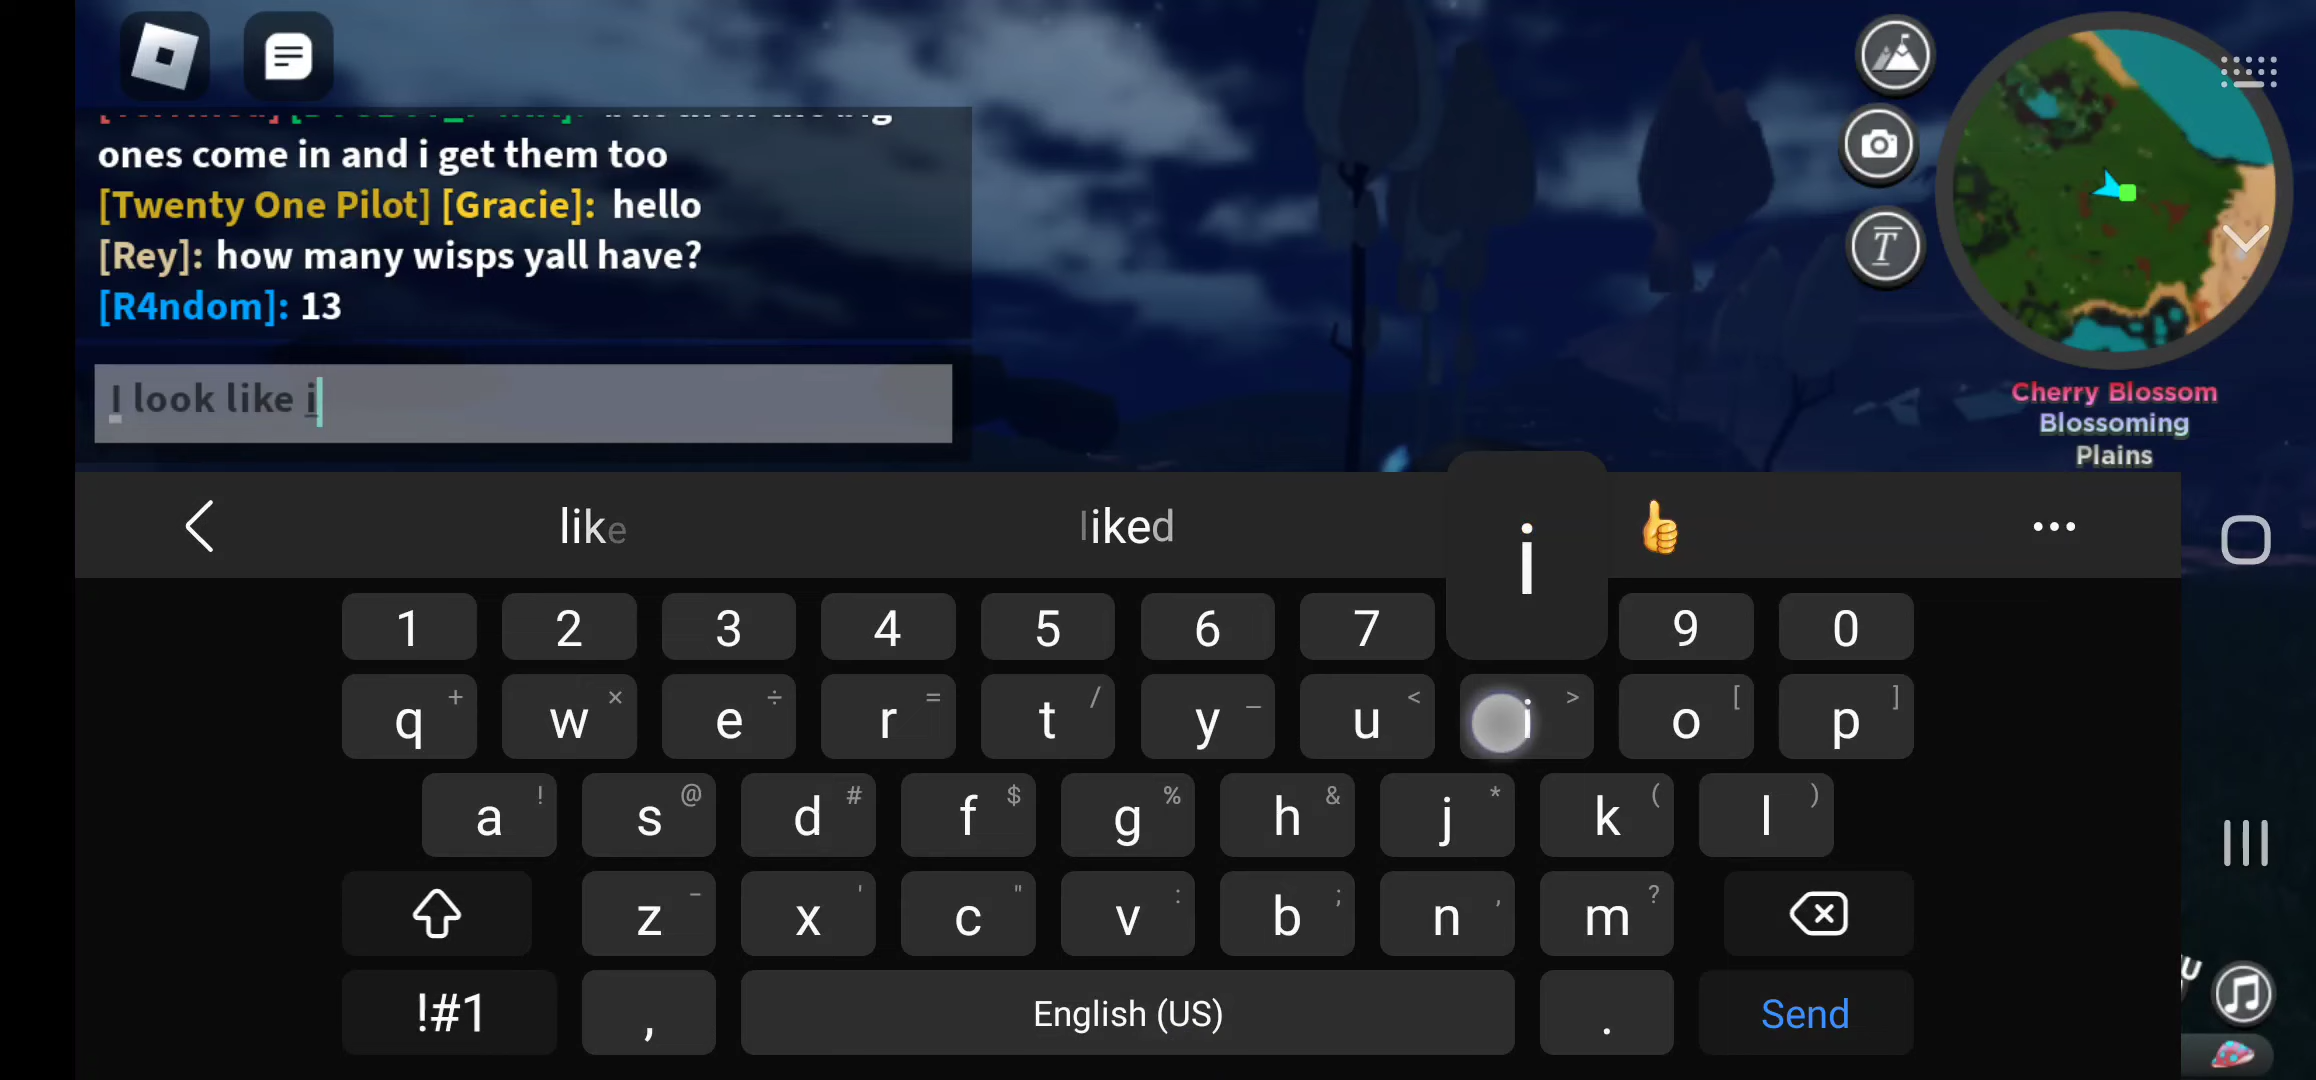 ones come in and i get them too
[Twenty One Pilot] [Gracie]: hello
[Rey]: how many wisps yall have?
[R4ndom]: 13
I look like i
Cherry Blossom
Blossoming
Plains
like
liked
i
1 2 3 4 5 6 7 9 0
q + w × e ÷ r = t / y _ u < i > o [ p ]
a ! s @ d # f $ g % h & j * k ( l )
z - x ' c " v : b ; n , m ?
!#1 , English (US) . Send